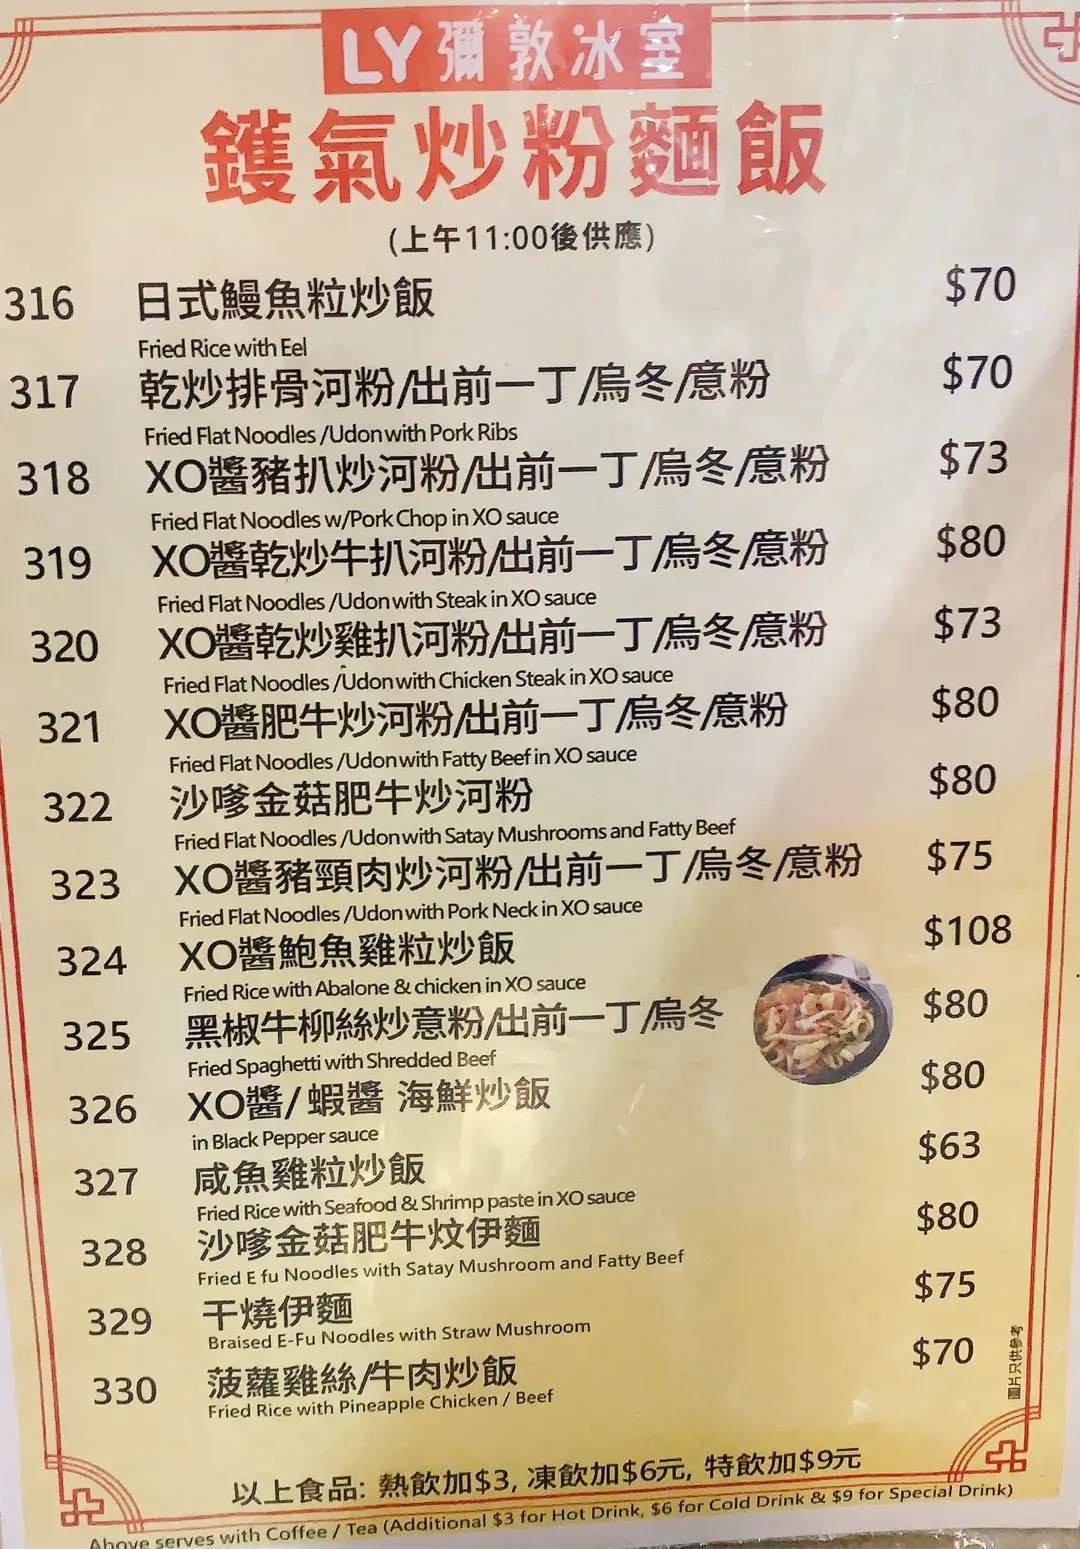 LY 彌敦冰室
鑊氣炒粉麵飯
(上午11:00後供應)
316 日式鰻魚粒炒飯 $70
Fried Rice with Eel
317 乾炒排骨河粉/出前一丁/烏冬/意粉 $70
Fried Flat Noodles /Udon with Pork Ribs
318 XO醬豬扒炒河粉/出前一丁/烏冬/意粉 $73
Fried Flat Noodles w/Pork Chop in XO sauce
319 XO醬乾炒牛扒河粉/出前一丁/烏冬/意粉 $80
Fried Flat Noodles /Udon with Steak in XO sauce
320 XO醬乾炒雞扒河粉/出前一丁/烏冬/意粉 $73
Fried Flat Noodles /Udon with Chicken Steak in XO sauce
321 XO醬肥牛炒河粉/出前一丁/烏冬/意粉 $80
Fried Flat Noodles /Udon with Fatty Beef in XO sauce
322 沙嗲金菇肥牛炒河粉 $80
Fried Flat Noodles /Udon with Satay Mushrooms and Fatty Beef
323 XO醬豬頸肉炒河粉/出前一丁/烏冬/意粉 $75
Fried Flat Noodles /Udon with Pork Neck in XO sauce
324 XO醬鮑魚雞粒炒飯 $108
Fried Rice with Abalone & chicken in XO sauce
325 黑椒牛柳絲炒意粉/出前一丁/烏冬 $80
Fried Spaghetti with Shredded Beef
326 XO醬/ 蝦醬 海鮮炒飯 $80
in Black Pepper sauce
327 咸魚雞粒炒飯 $63
Fried Rice with Seafood & Shrimp paste in XO sauce
328 沙嗲金菇肥牛炆伊麵 $80
Fried E fu Noodles with Satay Mushroom and Fatty Beef
329 干燒伊麵 $75
Braised E-Fu Noodles with Straw Mushroom
330 菠蘿雞絲/牛肉炒飯 $70
Fried Rice with Pineapple Chicken / Beef
圖片只供參考
以上食品: 熱飲加$3, 凍飲加$6元, 特飲加$9元
Above serves with Coffee / Tea (Additional $3 for Hot Drink, $6 for Cold Drink & $9 for Special Drink)